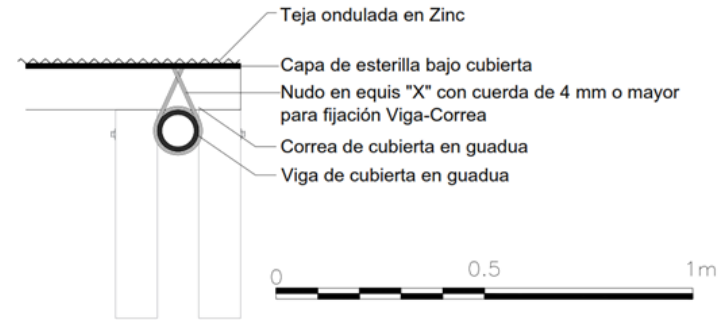 Teja ondulada en Zinc
Capa de esterilla bajo cubierta
Nudo en equis "X" con cuerda de 4 mm o mayor
para fijación Viga-Correa
Correa de cubierta en guadua
Viga de cubierta en guadua
0 0.5 1m